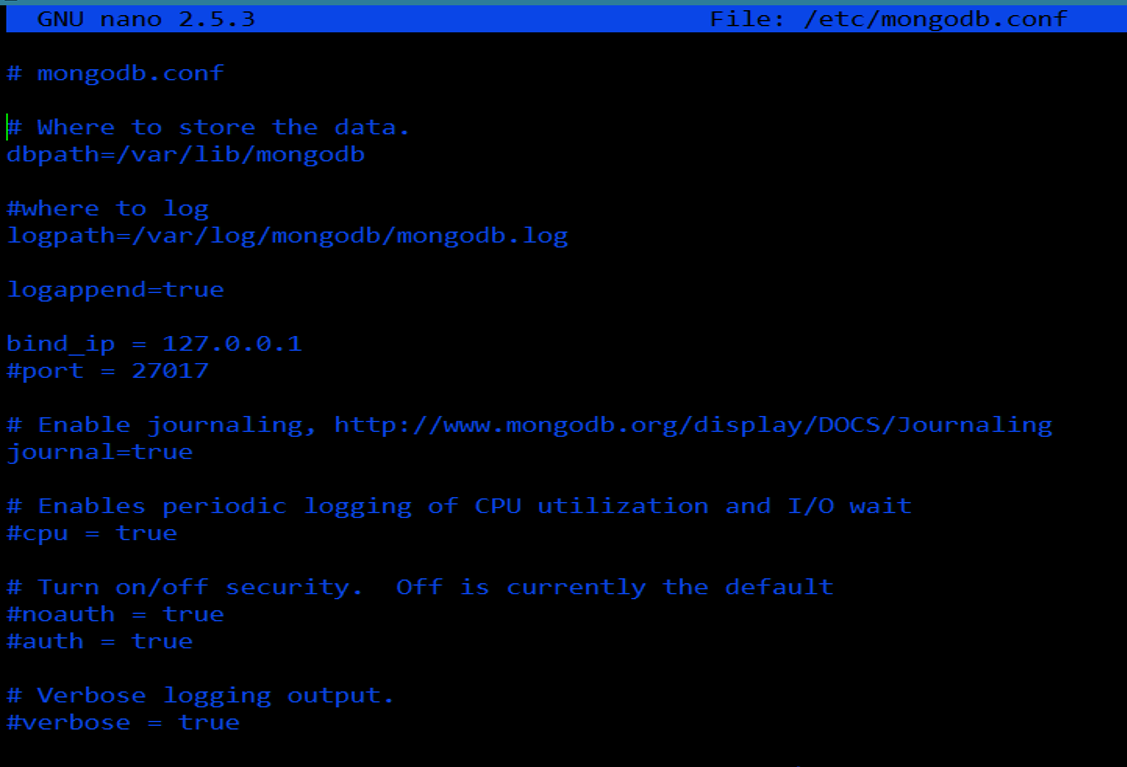 GNU nano 2.5.3 File: /etc/mongodb.conf
# mongodb.conf
# Where to store the data.
dbpath=/var/lib/mongodb
#where to log
logpath=/var/log/mongodb/mongodb.log
logappend=true
bind_ip = 127.0.0.1
#port = 27017
# Enable journaling, http://www.mongodb.org/display/DOCS/Journaling
journal=true
# Enables periodic logging of CPU utilization and I/O wait
#cpu = true
# Turn on/off security.  Off is currently the default
#noauth = true
#auth = true
# Verbose logging output.
#verbose = true